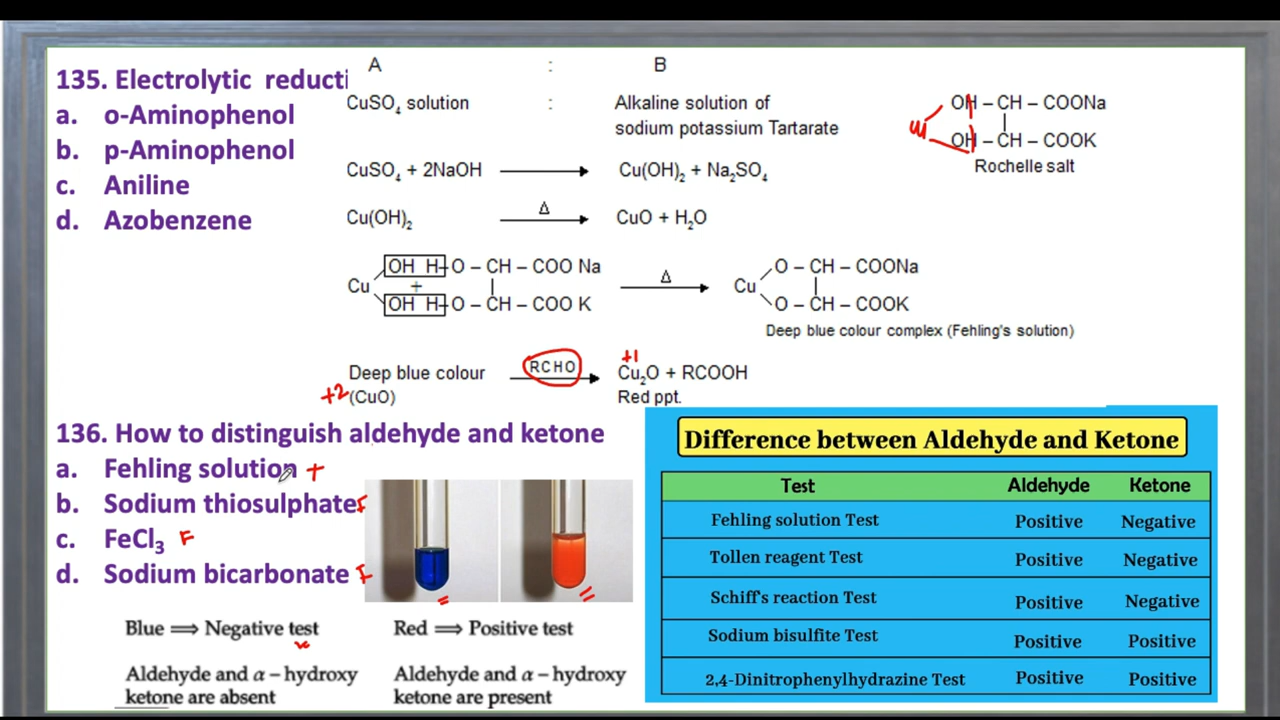 135. Electrolytic reducti
a. o-Aminophenol
b. p-Aminophenol
c. Aniline
d. Azobenzene
A : B
CuSO₄ solution : Alkaline solution of
sodium potassium Tartarate
OH – CH – COONa
OH – CH – COOK
Rochelle salt
CuSO₄ + 2NaOH ⟶ Cu(OH)₂ + Na₂SO₄
Cu(OH)₂ Δ⟶ CuO + H₂O
OH H–O – CH – COO Na
Cu +
OH H–O – CH – COO K
Δ⟶
O – CH – COONa
Cu
O – CH – COOK
Deep blue colour complex (Fehling's solution)
+1
Deep blue colour RCHO⟶ Cu₂O + RCOOH
+2 (CuO) Red ppt.
136. How to distinguish aldehyde and ketone
a. Fehling solution +
b. Sodium thiosulphate F
c. FeCl₃ F
d. Sodium bicarbonate F
Blue ⟹ Negative test
Aldehyde and α – hydroxy
ketone are absent
Red ⟹ Positive test
Aldehyde and α – hydroxy
ketone are present
Difference between Aldehyde and Ketone
Test Aldehyde Ketone
Fehling solution Test Positive Negative
Tollen reagent Test Positive Negative
Schiff's reaction Test Positive Negative
Sodium bisulfite Test Positive Positive
2,4-Dinitrophenylhydrazine Test Positive Positive